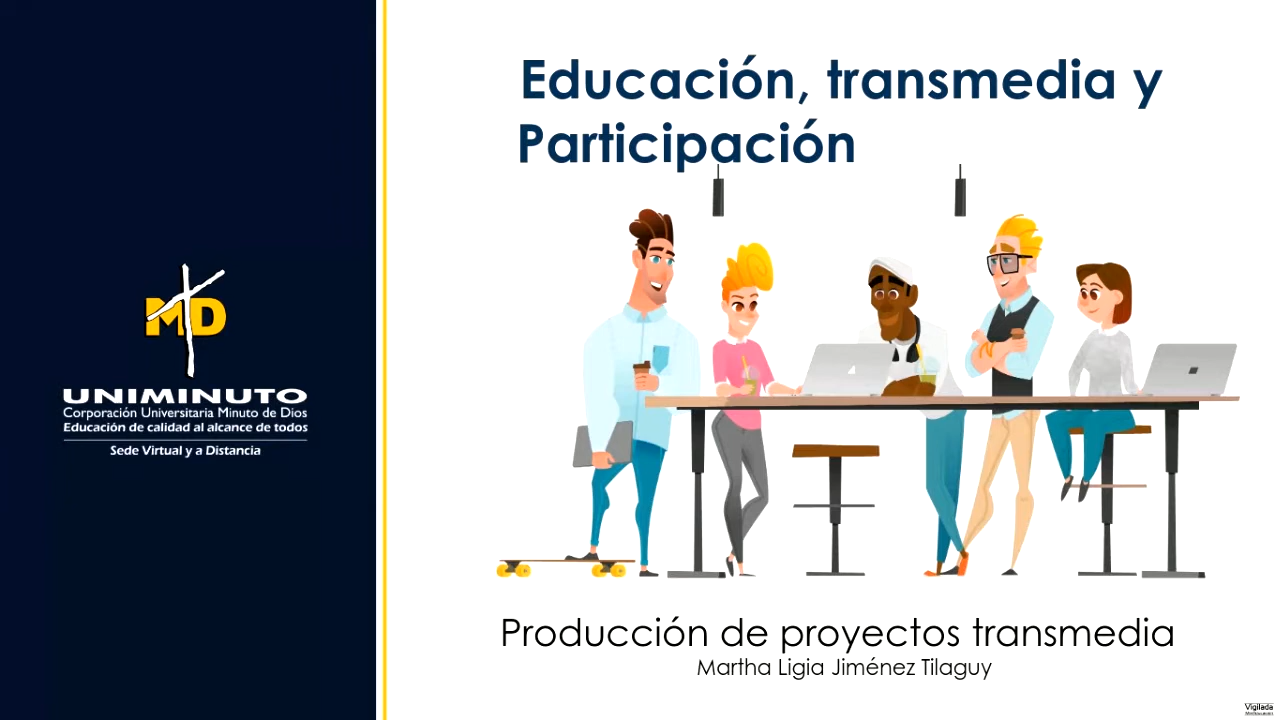 Educación, transmedia y
Participación
MD
UNIMINUTO
Corporación Universitaria Minuto de Dios
Educación de calidad al alcance de todos
Sede Virtual y a Distancia
Producción de proyectos transmedia
Martha Ligia Jiménez Tilaguy
Vigilada